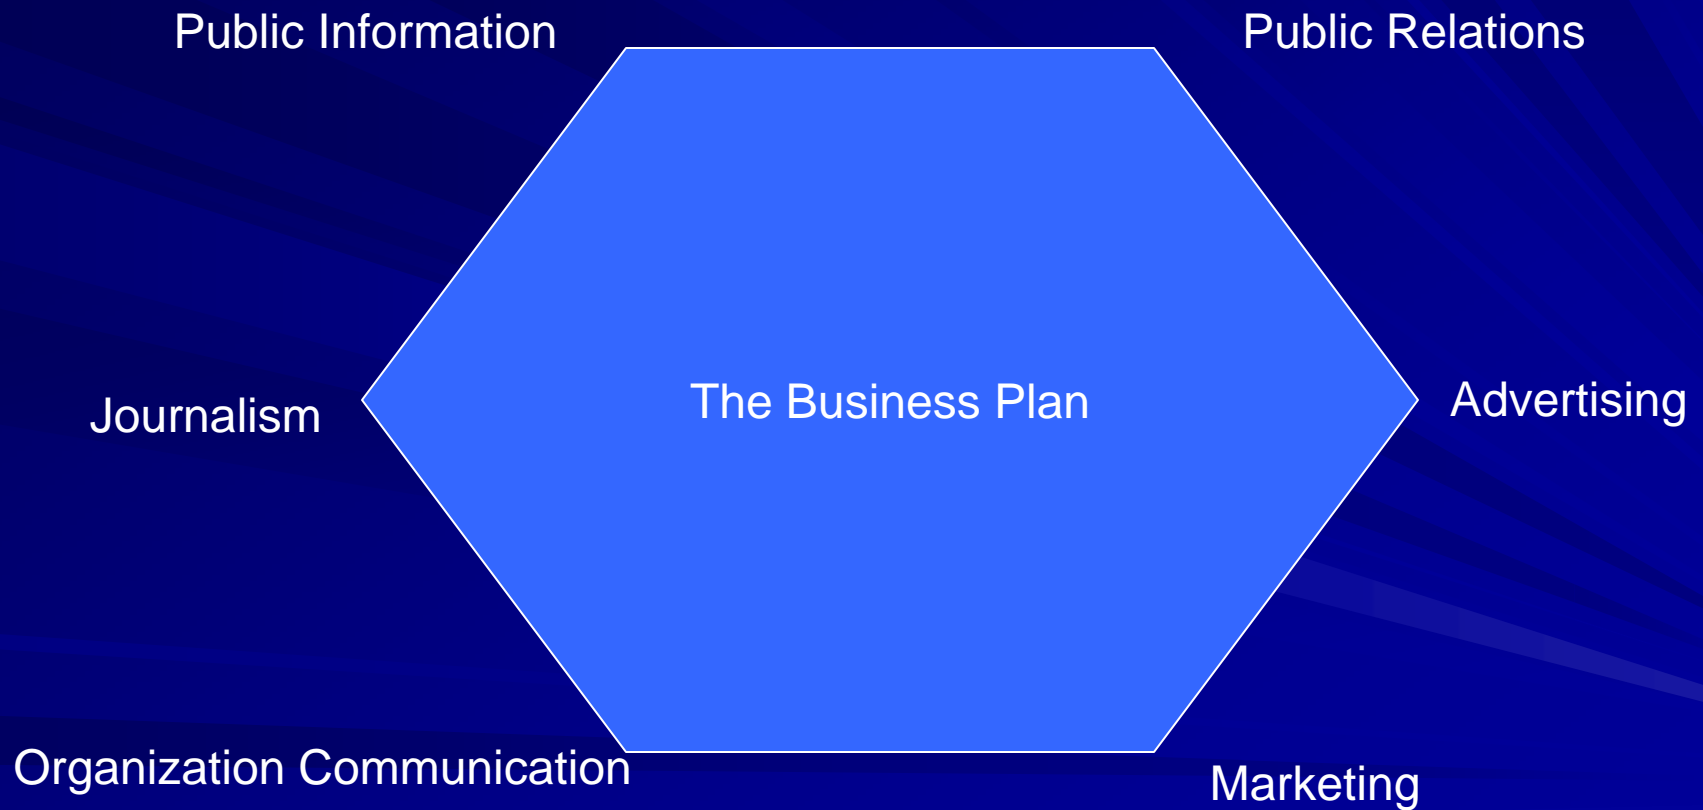 Public Information
Public Relations
Journalism
The Business Plan
Advertising
Organization Communication
Marketing